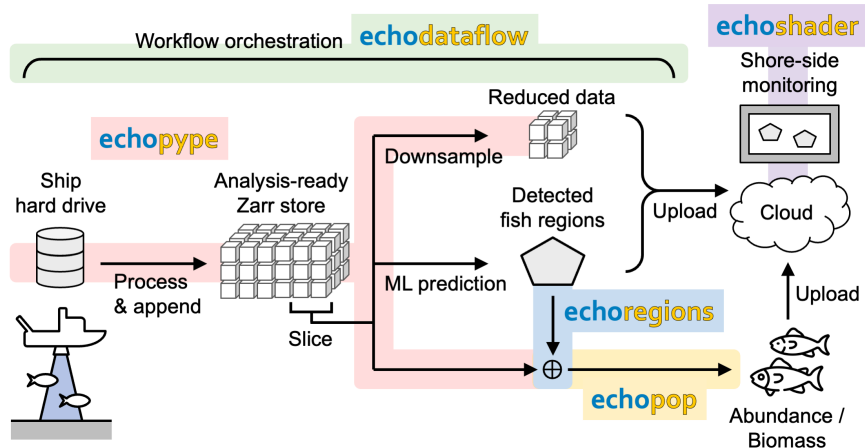 Workflow orchestration echodataflow
echoshader
Shore-side
monitoring
echopype
Reduced data
Downsample
Ship
hard drive
Analysis-ready
Zarr store
Detected
fish regions
Upload
Cloud
Process
& append
ML prediction
Slice
echoregions
Upload
echopop
Abundance /
Biomass